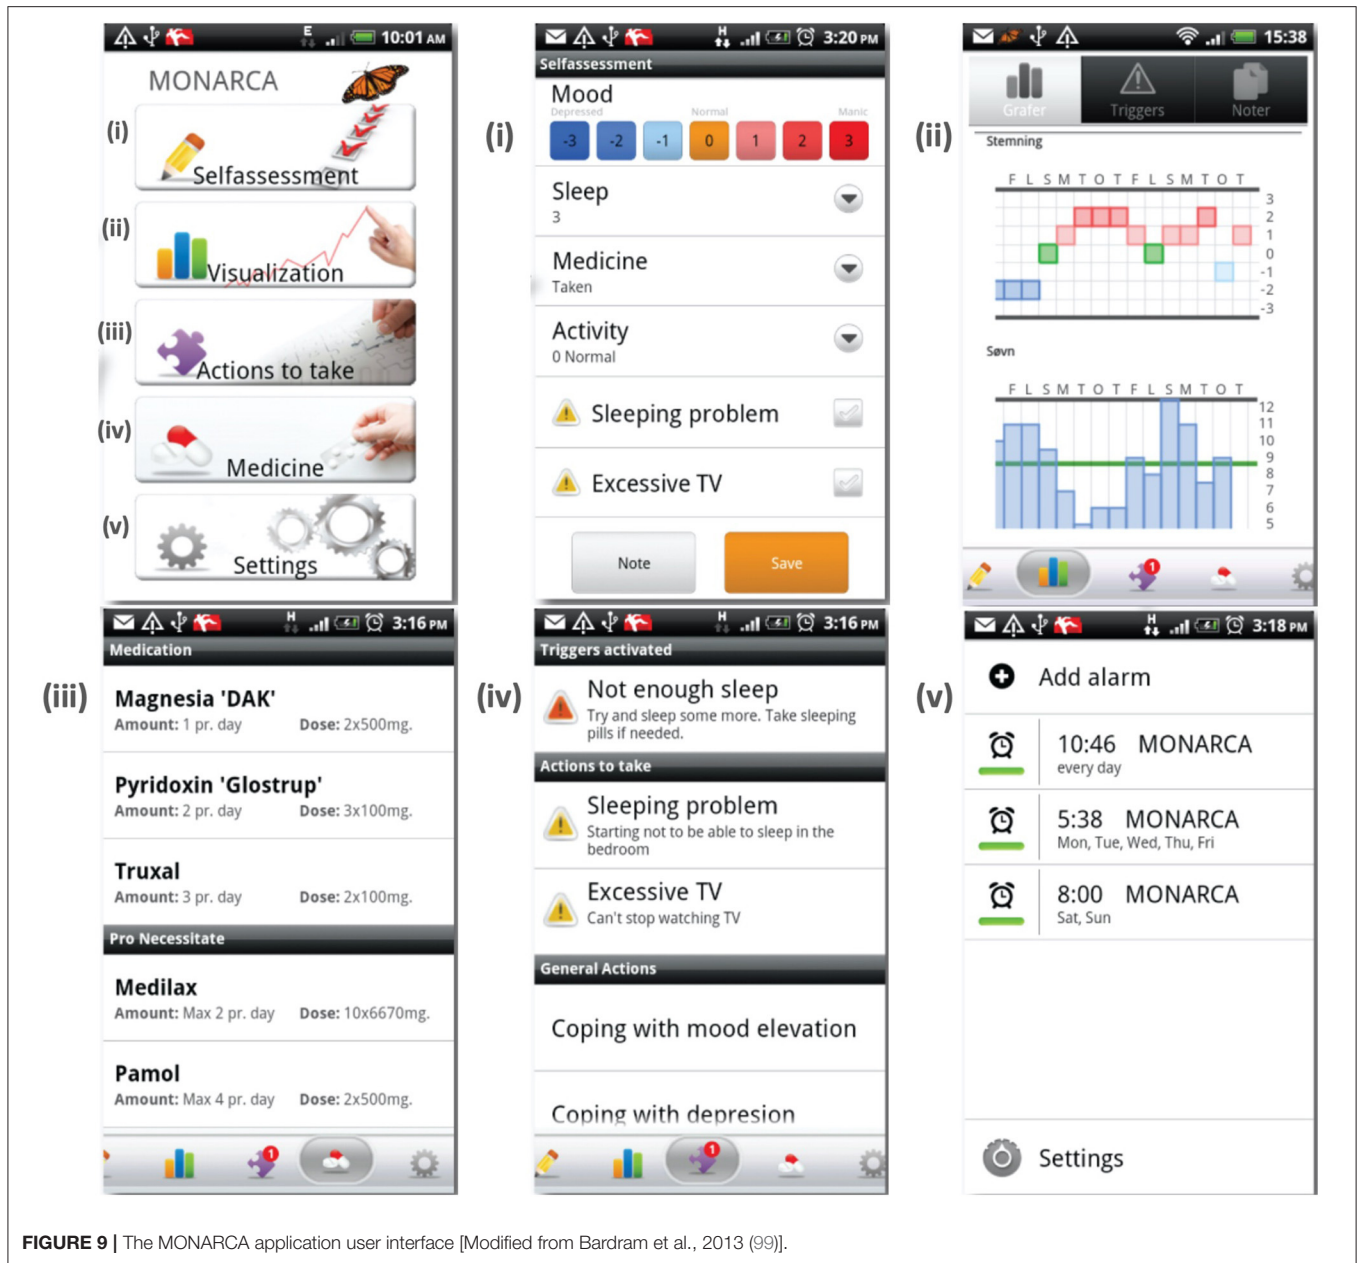 E 10:01 AM
MONARCA
(i)
Selfassessment
(ii)
Visualization
(iii)
Actions to take
(iv)
Medicine
(v)
Settings
H 3:20 PM
Selfassessment
(i)
Mood
Depressed Normal Manic
-3 -2 -1 0 1 2 3
Sleep
3
Medicine
Taken
Activity
0 Normal
Sleeping problem
Excessive TV
Note Save
15:38
(ii)
Grafer Triggers Noter
Stemning
F L S M T O T F L S M T O T
3
2
1
0
-1
-2
-3
Søvn
F L S M T O T F L S M T O T
12
11
10
9
8
7
6
5
1
H 3:16 PM
Medication
(iii)
Magnesia 'DAK'
Amount: 1 pr. day Dose: 2x500mg.
Pyridoxin 'Glostrup'
Amount: 2 pr. day Dose: 3x100mg.
Truxal
Amount: 3 pr. day Dose: 2x100mg.
Pro Necessitate
Medilax
Amount: Max 2 pr. day Dose: 10x6670mg.
Pamol
Amount: Max 4 pr. day Dose: 2x500mg.
1
H 3:16 PM
Triggers activated
(iv)
Not enough sleep
Try and sleep some more. Take sleeping
pills if needed.
Actions to take
Sleeping problem
Starting not to be able to sleep in the
bedroom
Excessive TV
Can't stop watching TV
General Actions
Coping with mood elevation
Coping with depresion
1
H 3:18 PM
(v)
Add alarm
10:46 MONARCA
every day
5:38 MONARCA
Mon, Tue, Wed, Thu, Fri
8:00 MONARCA
Sat, Sun
Settings
FIGURE 9 | The MONARCA application user interface [Modified from Bardram et al., 2013 (99)].